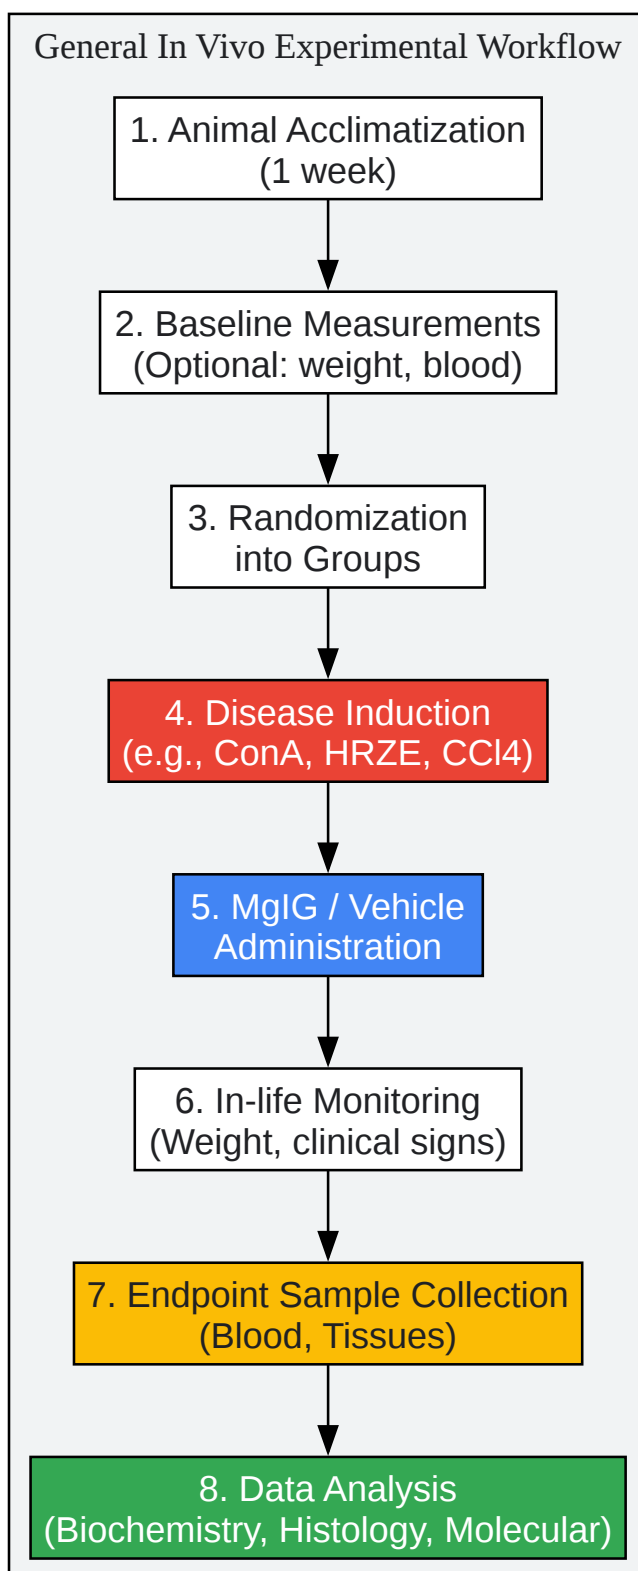 General In Vivo Experimental Workflow
1. Animal Acclimatization
(1 week)
2. Baseline Measurements
(Optional: weight, blood)
3. Randomization
into Groups
4. Disease Induction
(e.g., ConA, HRZE, CCl4)
5. MgIG / Vehicle
Administration
6. In-life Monitoring
(Weight, clinical signs)
7. Endpoint Sample Collection
(Blood, Tissues)
8. Data Analysis
(Biochemistry, Histology, Molecular)